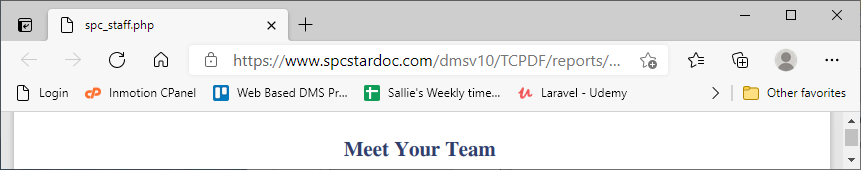 spc_staff.php
https://www.spcstardoc.com/dmsv10/TCPDF/reports/...
Login
cP
Inmotion CPanel
Web Based DMS Pr...
Sallie's Weekly time...
Laravel - Udemy
Other favorites
Meet Your Team